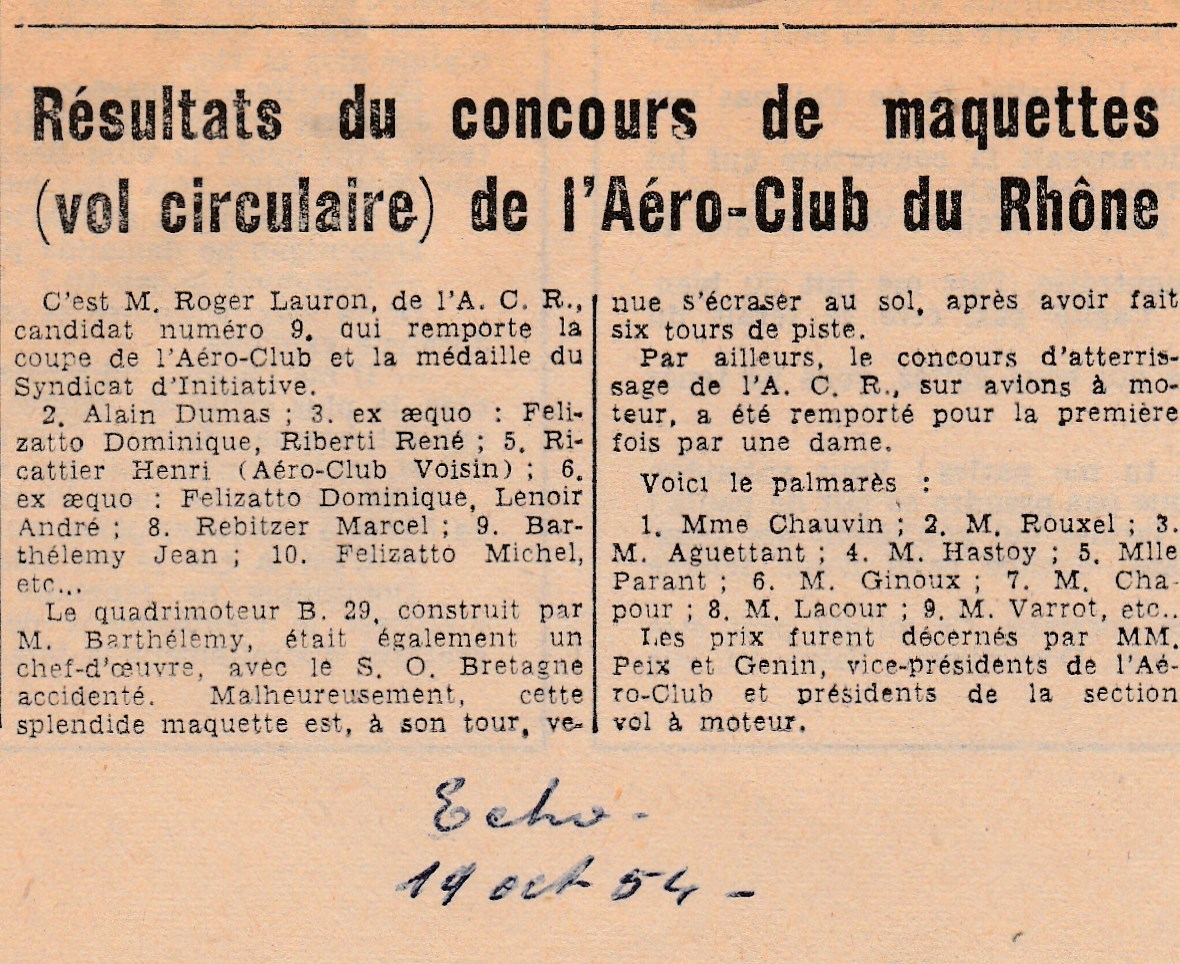 Résultats du concours de maquettes
(vol circulaire) de l'Aéro-Club du Rhône
C'est M. Roger Lauron, de l'A. C. R.,
candidat numéro 9, qui remporte la
coupe de l'Aéro-Club et la médaille du
Syndicat d'Initiative.
2. Alain Dumas ; 3. ex æquo : Feli-
zatto Dominique, Riberti René ; 5. Ri-
cattier Henri (Aéro-Club Voisin) ; 6.
ex æquo : Felizatto Dominique, Lenoir
André ; 8. Rebitzer Marcel ; 9. Bar-
thélemy Jean ; 10. Felizatto Michel,
etc...
Le quadrimoteur B. 29, construit par
M. Barthélemy, était également un
chef-d'œuvre, avec le S. O. Bretagne
accidenté. Malheureusement, cette
splendide maquette est, à son tour, ve-
nue s'écraser au sol, après avoir fait
six tours de piste.
Par ailleurs, le concours d'atterris-
sage de l'A. C. R., sur avions à mo-
teur, a été remporté pour la première
fois par une dame.
Voici le palmarès :
1. Mme Chauvin ; 2. M. Rouxel ; 3.
M. Aguettant ; 4. M. Hastoy ; 5. Mlle
Parant ; 6. M. Ginoux ; 7. M. Cha-
pour ; 8. M. Lacour ; 9. M. Varrot, etc..
Les prix furent décernés par MM.
Peix et Genin, vice-présidents de l'Aé-
ro-Club et présidents de la section
vol à moteur.
Echo -
19 oct 54 -